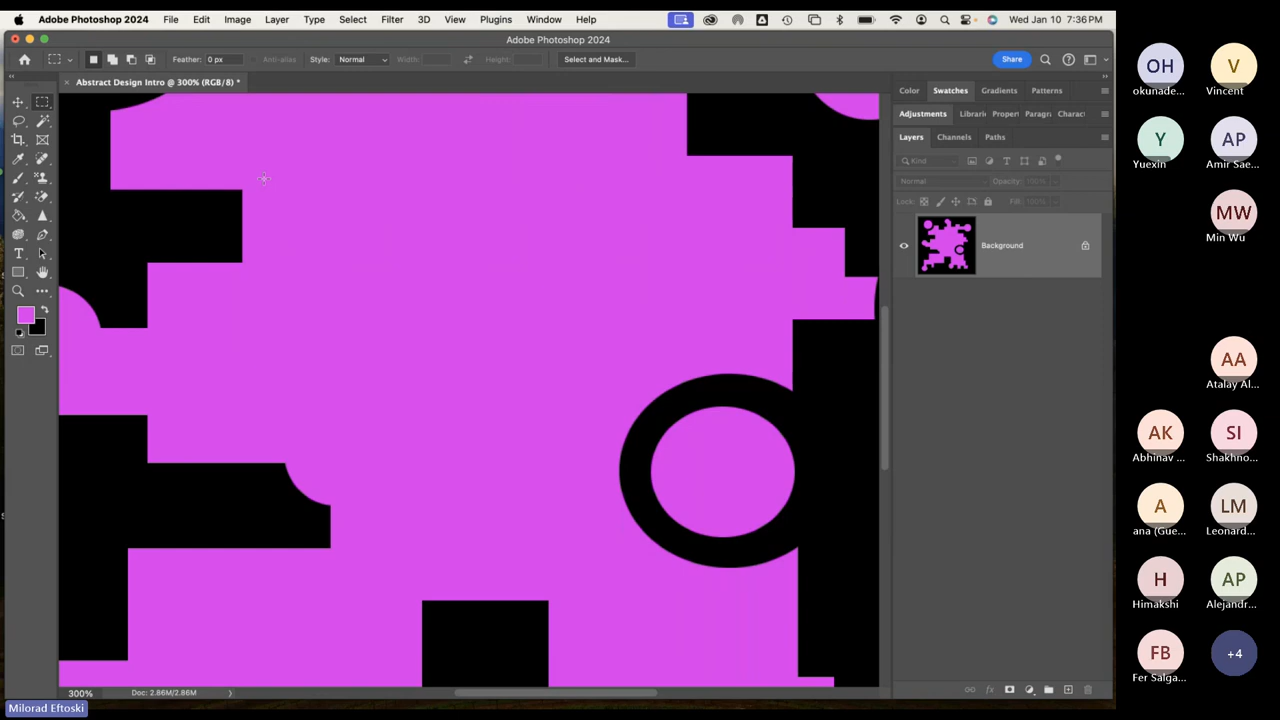 Adobe Photoshop 2024 File Edit Image Layer Type Select Filter 3D View Plugins Window Help Wed Jan 10 7:36 PM
Adobe Photoshop 2024
Feather: 0 px Anti-alias Style: Normal Width: Height: Select and Mask... Share
× Abstract Design Intro @ 300% (RGB/8) *
Color Swatches Gradients Patterns
Adjustments Librari Proper Paragra Charac
Layers Channels Paths
Kind
Normal Opacity: 100%
Lock: Fill: 100%
Background
T
300% Doc: 2.86M/2.86M
Milorad Eftoski
OH
okunade...
V
Vincent
Y
Yuexin
AP
Amir Sae...
MW
Min Wu
AA
Atalay Al...
AK
Abhinav ...
SI
Shakhno...
A
ana (Gue...
LM
Leonard...
H
Himakshi
AP
Alejandr...
FB
Fer Salga...
+4